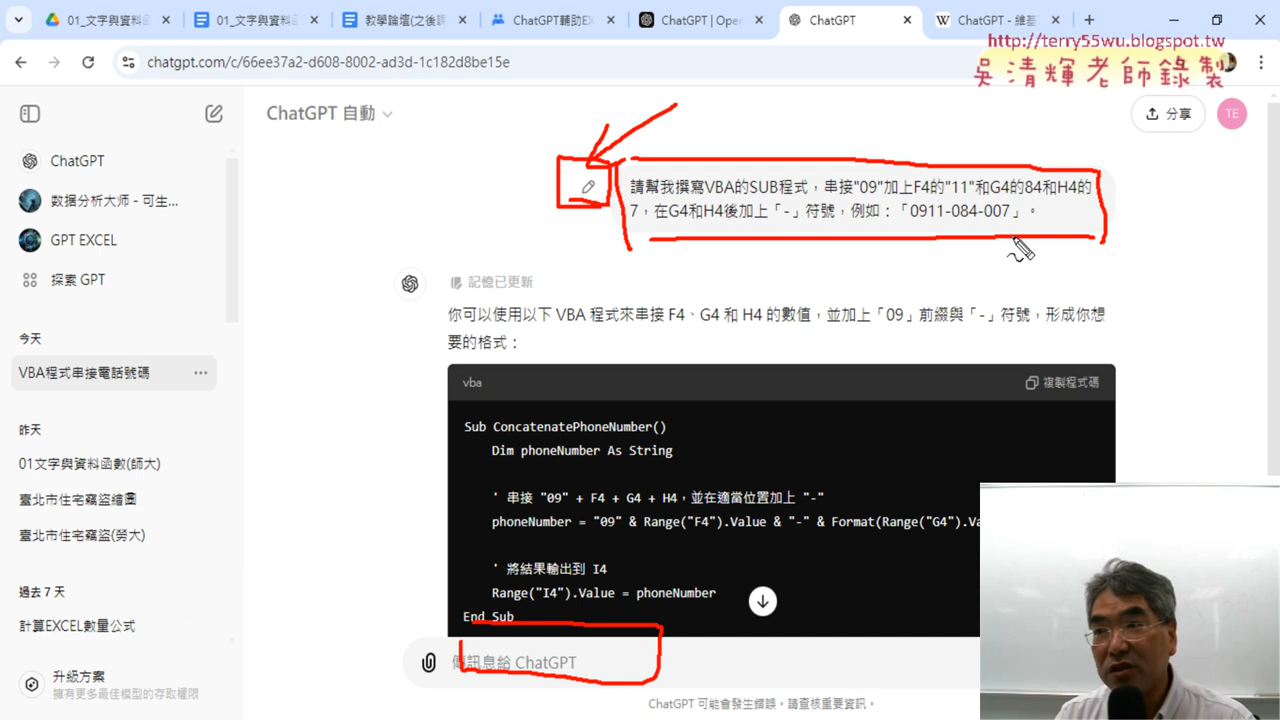 01_文字與資料函
01_文字與資料函
教學論壇(之後課
ChatGPT輔助EX
ChatGPT | Ope
ChatGPT
ChatGPT - 維基
http://terry55wu.blogspot.tw
chatgpt.com/c/66ee37a2-d608-8002-ad3d-1c182d8be15e
吳清輝老師錄製
ChatGPT 自動
分享
TE
ChatGPT
数据分析大师 - 可生...
GPT EXCEL
探索 GPT
今天
VBA程式串接電話號碼
昨天
01文字與資料函數(師大)
臺北市住宅竊盜繪圖
臺北市住宅竊盜(勞大)
過去 7 天
計算EXCEL數量公式
升級方案
擁有更多最佳模型的存取權限
請幫我撰寫VBA的SUB程式，串接"09"加上F4的"11"和G4的84和H4的
7，在G4和H4後加上「-」符號，例如：「0911-084-007」。
記憶已更新
你可以使用以下 VBA 程式來串接 F4、G4 和 H4 的數值，並加上「09」前綴與「-」符號，形成你想
要的格式：
vba
複製程式碼
Sub ConcatenatePhoneNumber()
Dim phoneNumber As String
' 串接 "09" + F4 + G4 + H4，並在適當位置加上 "-"
phoneNumber = "09" & Range("F4").Value & "-" & Format(Range("G4").Va
' 將結果輸出到 I4
Range("I4").Value = phoneNumber
End Sub
傳訊息給 ChatGPT
ChatGPT 可能會發生錯誤。請查核重要資訊。